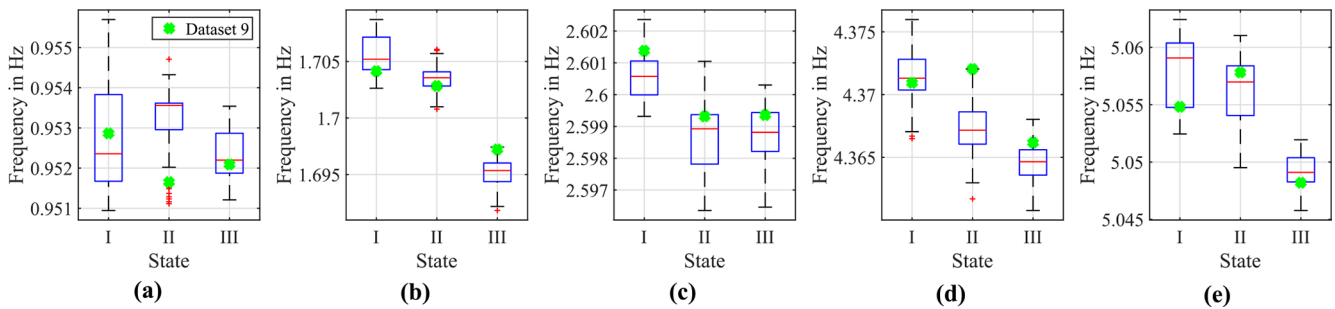 Dataset 9
Frequency in Hz
0.955
0.954
0.953
0.952
0.951
I II III
State
(a)
Frequency in Hz
1.705
1.7
1.695
I II III
State
(b)
Frequency in Hz
2.602
2.601
2.6
2.599
2.598
2.597
I II III
State
(c)
Frequency in Hz
4.375
4.37
4.365
I II III
State
(d)
Frequency in Hz
5.06
5.055
5.05
5.045
I II III
State
(e)